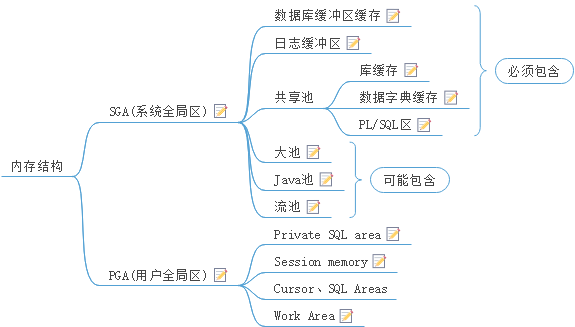 内存结构
SGA(系统全局区)
数据库缓冲区缓存
日志缓冲区
共享池
库缓存
数据字典缓存
PL/SQL区
必须包含
大池
Java池
流池
可能包含
PGA(用户全局区)
Private SQL area
Session memory
Cursor、SQL Areas
Work Area